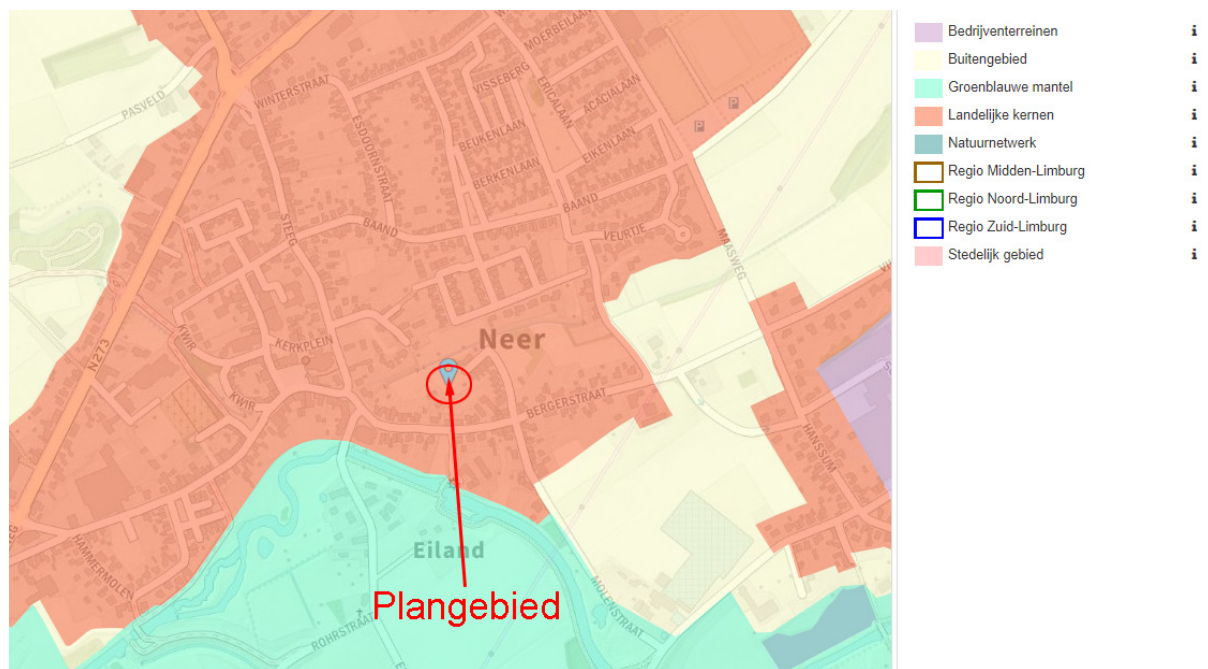 MOERBEILAAN
VISSEBERG
ERICALAAN
ACACIALAAN
WINTERSTRAAT
PASVELD
ESDOORNSTRAAT
BEUKENLAAN
EIKENLAAN
BERKENLAAN
P
P
STEEG
BAAND
BAAND
VEURTJE
MAASWEG
KWIR
N273
KERKPLEIN
Neer
KWIR
BERGERSTRAAT
HANSSUM
Eiland
HAMMERMOLEN
Plangebied
MOLENSTRAAT
ROHRSTRAAT
Bedrijventerreinen i
Buitengebied i
Groenblauwe mantel i
Landelijke kernen i
Natuurnetwerk i
Regio Midden-Limburg i
Regio Noord-Limburg i
Regio Zuid-Limburg i
Stedelijk gebied i